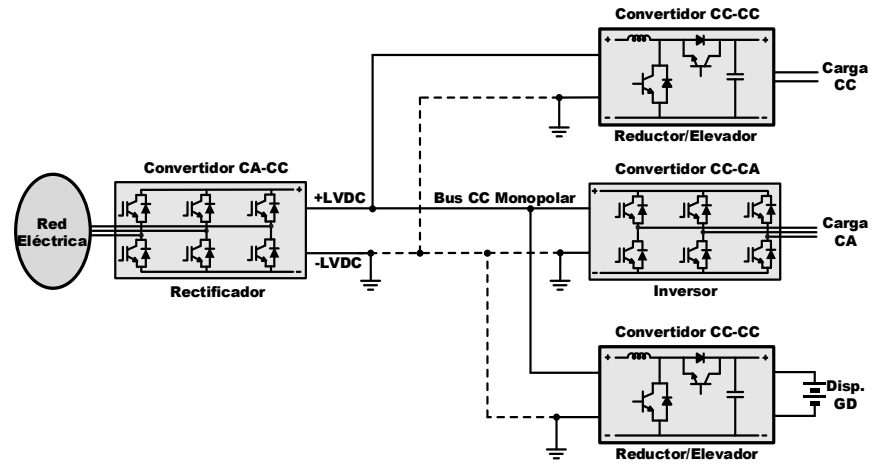 Convertidor CC-CC
+
+
-
-
Carga
CC
Reductor/Elevador
Convertidor CA-CC
Red
Eléctrica
+
-
Rectificador
+LVDC
-LVDC
Bus CC Monopolar
Convertidor CC-CA
+
-
Carga
CA
Inversor
Convertidor CC-CC
+
+
-
-
Disp.
GD
Reductor/Elevador